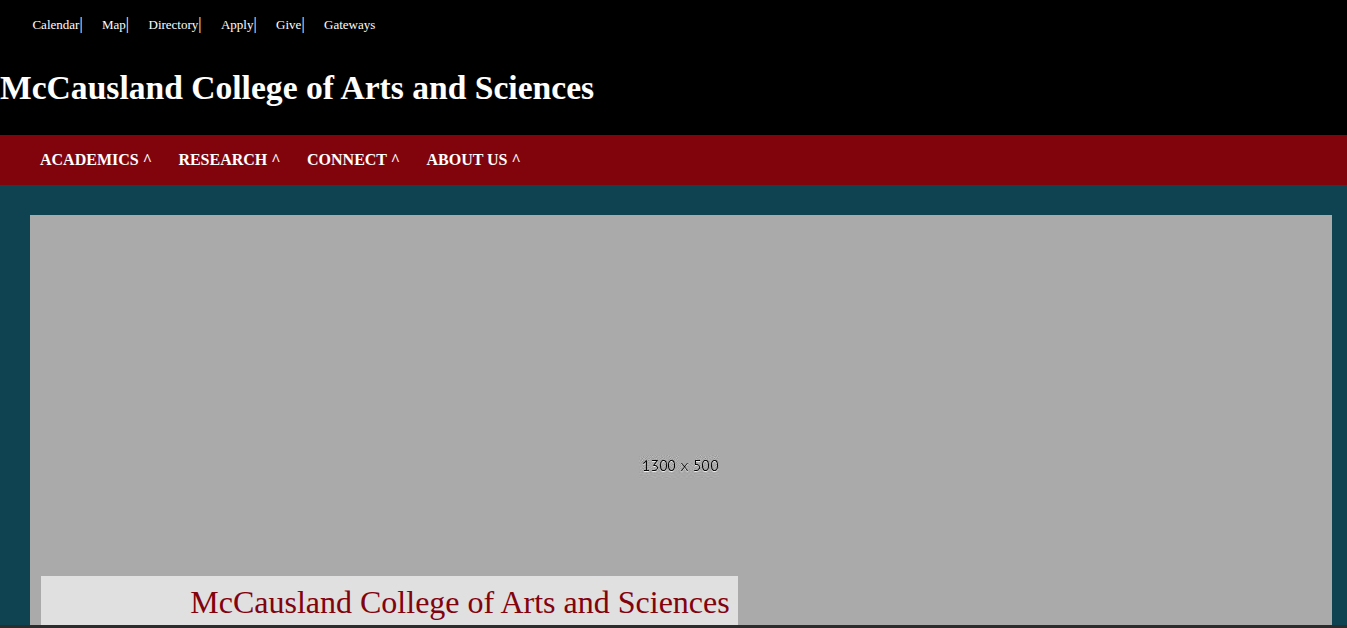 Calendar| Map| Directory| Apply| Give| Gateways
McCausland College of Arts and Sciences
ACADEMICS ^ RESEARCH ^ CONNECT ^ ABOUT US ^
1300 x 500
McCausland College of Arts and Sciences